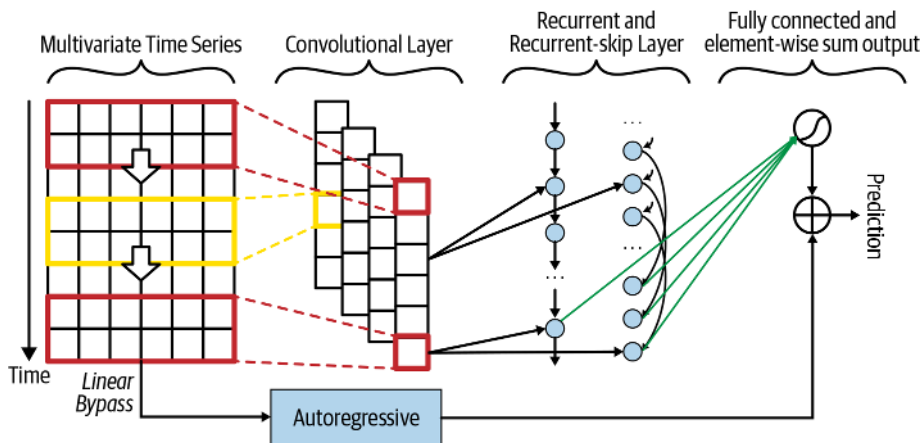 Multivariate Time Series
Convolutional Layer
Recurrent and
Recurrent-skip Layer
Fully connected and
element-wise sum output
...
...
...
Prediction
Time
Linear
Bypass
Autoregressive